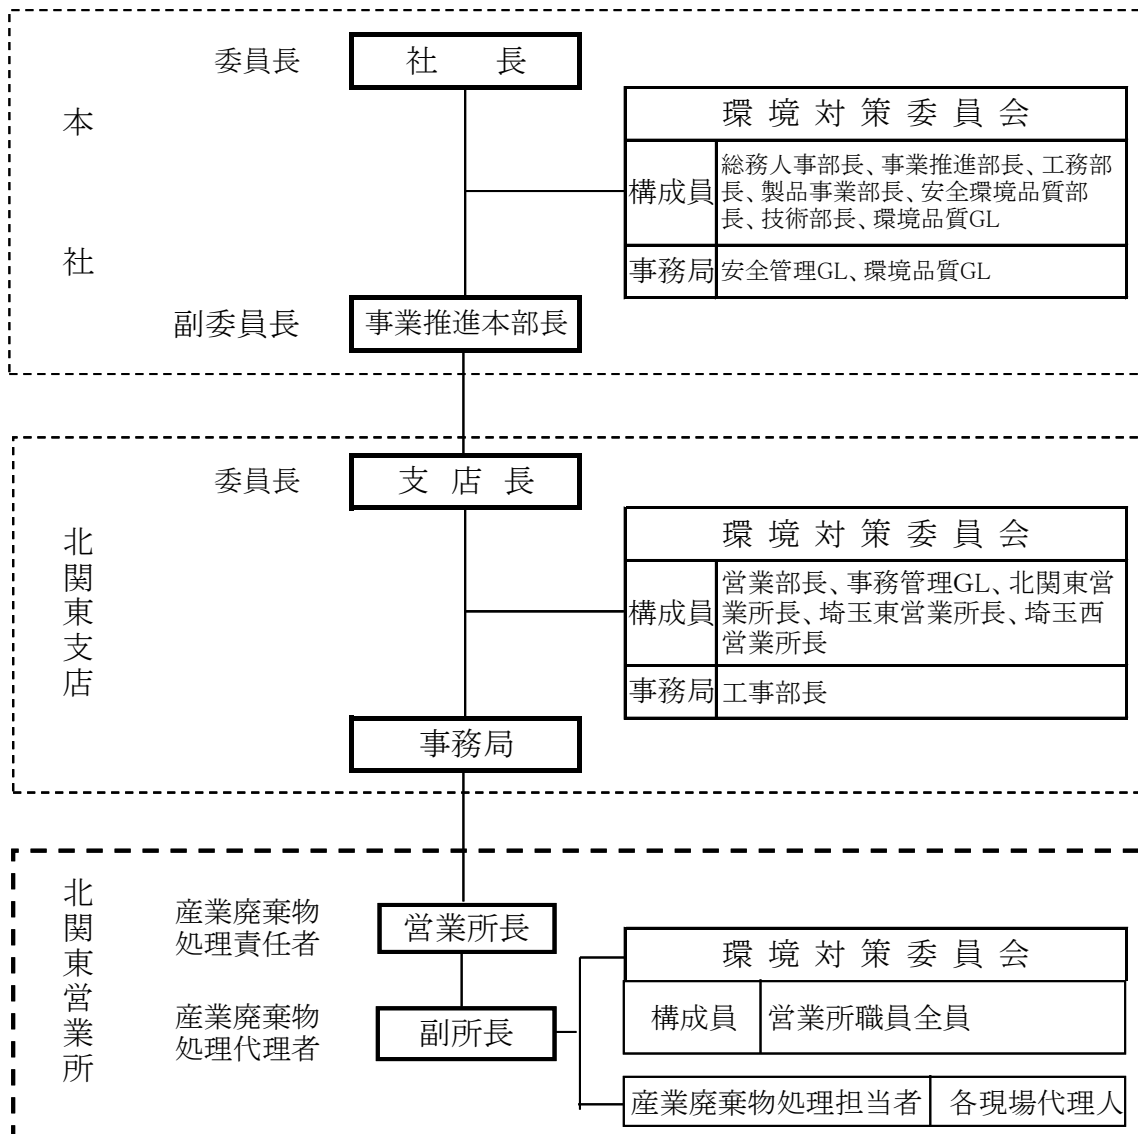 本社
委員長
社　長
環境対策委員会
構成員
総務人事部長、事業推進部長、工務部
長、製品事業部長、安全環境品質部
長、技術部長、環境品質GL
事務局
安全管理GL、環境品質GL
副委員長
事業推進本部長
北関東支店
委員長
支店長
環境対策委員会
構成員
営業部長、事務管理GL、北関東営
業所長、埼玉東営業所長、埼玉西
営業所長
事務局
工事部長
事務局
北関東営業所
産業廃棄物
処理責任者
営業所長
産業廃棄物
処理代理者
副所長
環境対策委員会
構成員
営業所職員全員
産業廃棄物処理担当者
各現場代理人